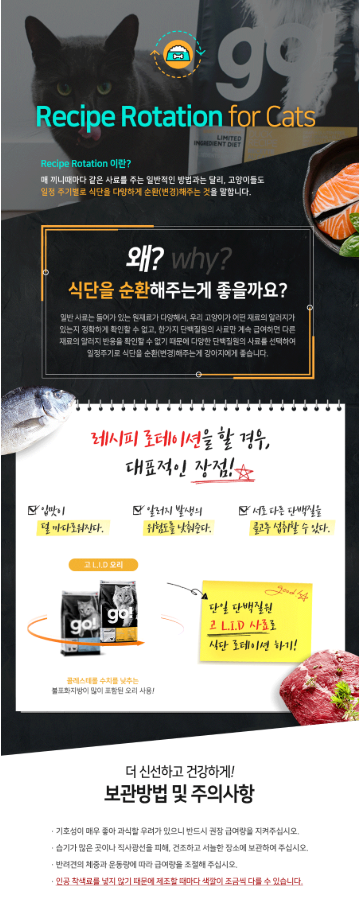 go!
LIMITED
INGREDIENT DIET
Recipe Rotation for Cats
Recipe Rotation 이란?
매 끼니때마다 같은 사료를 주는 일반적인 방법과는 달리, 고양이들도
일정 주기별로 식단을 다양하게 순환(변경)해주는 것을 말합니다.
왜? why?
식단을 순환해주는게 좋을까요?
일반 사료는 들어가 있는 원재료가 다양해서, 우리 고양이가 어떤 재료의 알러지가
있는지 정확하게 확인할 수 없고, 한가지 단백질원의 사료만 계속 급여하면 다른
재료의 알러지 반응을 확인할 수 없기 때문에 다양한 단백질원의 사료를 선택하여
일정주기로 식단을 순환(변경)해주는게 강아지에게 좋습니다.
레시피 로테이션을 할 경우,
대표적인 장점!
입맛이
덜 까다로워진다.
알러지 발생의
위험도를 낮춰준다.
서로 다른 단백질을
골고루 섭취할 수 있다.
고 L.I.D 오리
go!
go!
good
단일 단백질원
고 L.I.D 사료로
식단 로테이션 하기!
콜레스테롤 수치를 낮추는
불포화지방이 많이 포함된 오리 사용!
더 신선하고 건강하게!
보관방법 및 주의사항
· 기호성이 매우 좋아 과식할 우려가 있으니 반드시 권장 급여량을 지켜주십시오.
· 습기가 많은 곳이나 직사광선을 피해, 건조하고 서늘한 장소에 보관하여 주십시오.
· 반려견의 체중과 운동량에 따라 급여량을 조절해 주십시오.
· 인공 착색료를 넣지 않기 때문에 제조할 때마다 색깔이 조금씩 다를 수 있습니다.